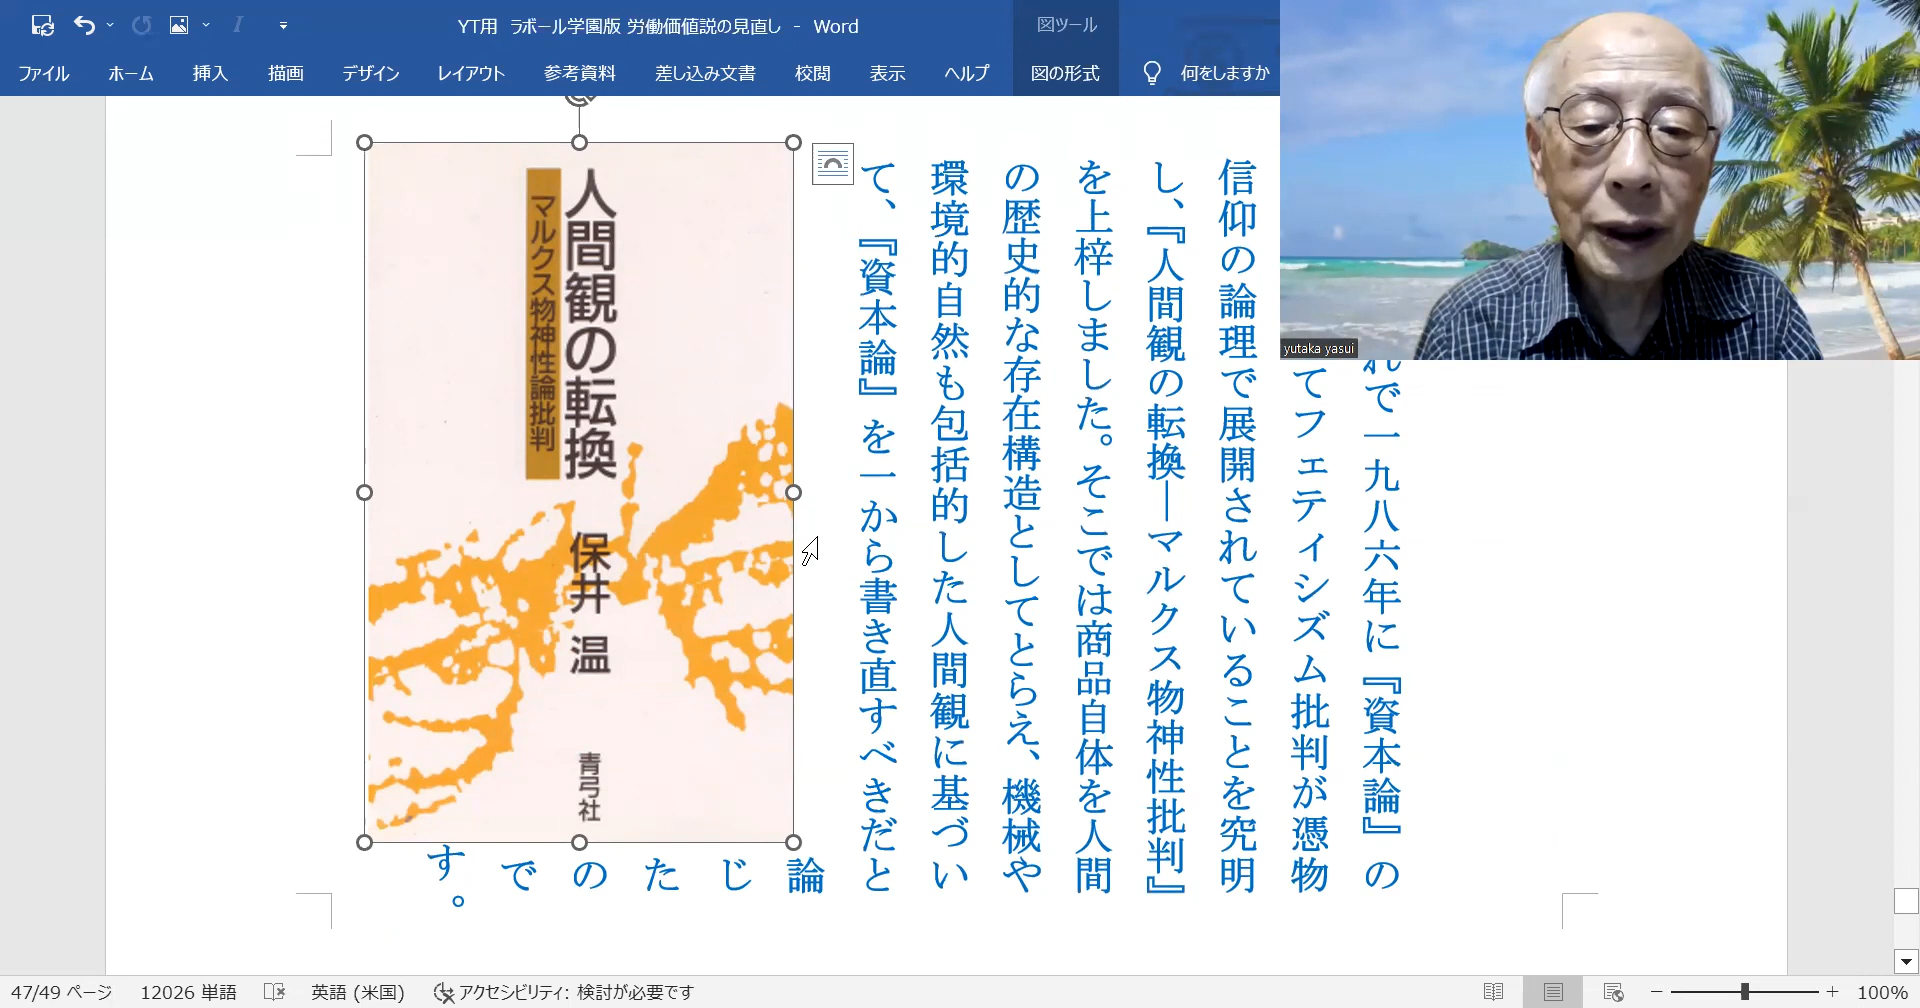 YT用 ラボール学園版 労働価値説の見直し - Word
図ツール
ファイル
ホーム
挿入
描画
デザイン
レイアウト
参考資料
差し込み文書
校閲
表示
ヘルプ
図の形式
何をしますか
yutaka yasui
れで一九八六年に『資本論』の
てフェティシズム批判が憑物
信仰の論理で展開されていることを究明
し、『人間観の転換―マルクス物神性批判』
を上梓しました。そこでは商品自体を人間
の歴史的な存在構造としてとらえ、機械や
環境的自然も包括的した人間観に基づい
て、『資本論』を一から書き直すべきだと
論じたのです。
人間観の転換
マルクス物神性論批判
保井 温
青弓社
47/49 ページ
12026 単語
英語 (米国)
アクセシビリティ: 検討が必要です
100%